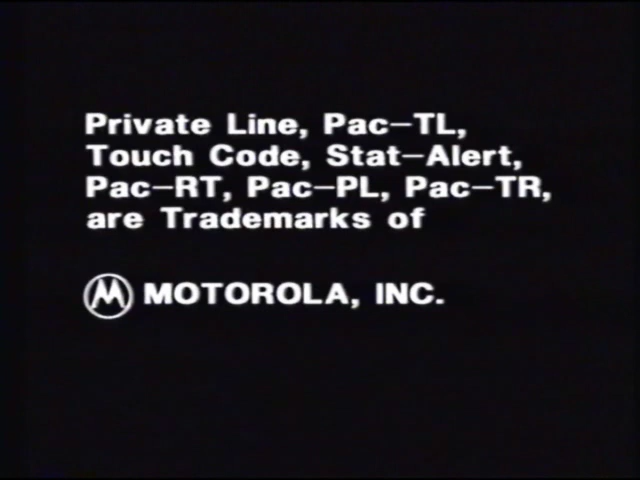 Private Line, Pac—TL,
Touch Code, Stat—Alert,
Pac—RT, Pac—PL, Pac—TR,
are Trademarks of
MOTOROLA, INC.